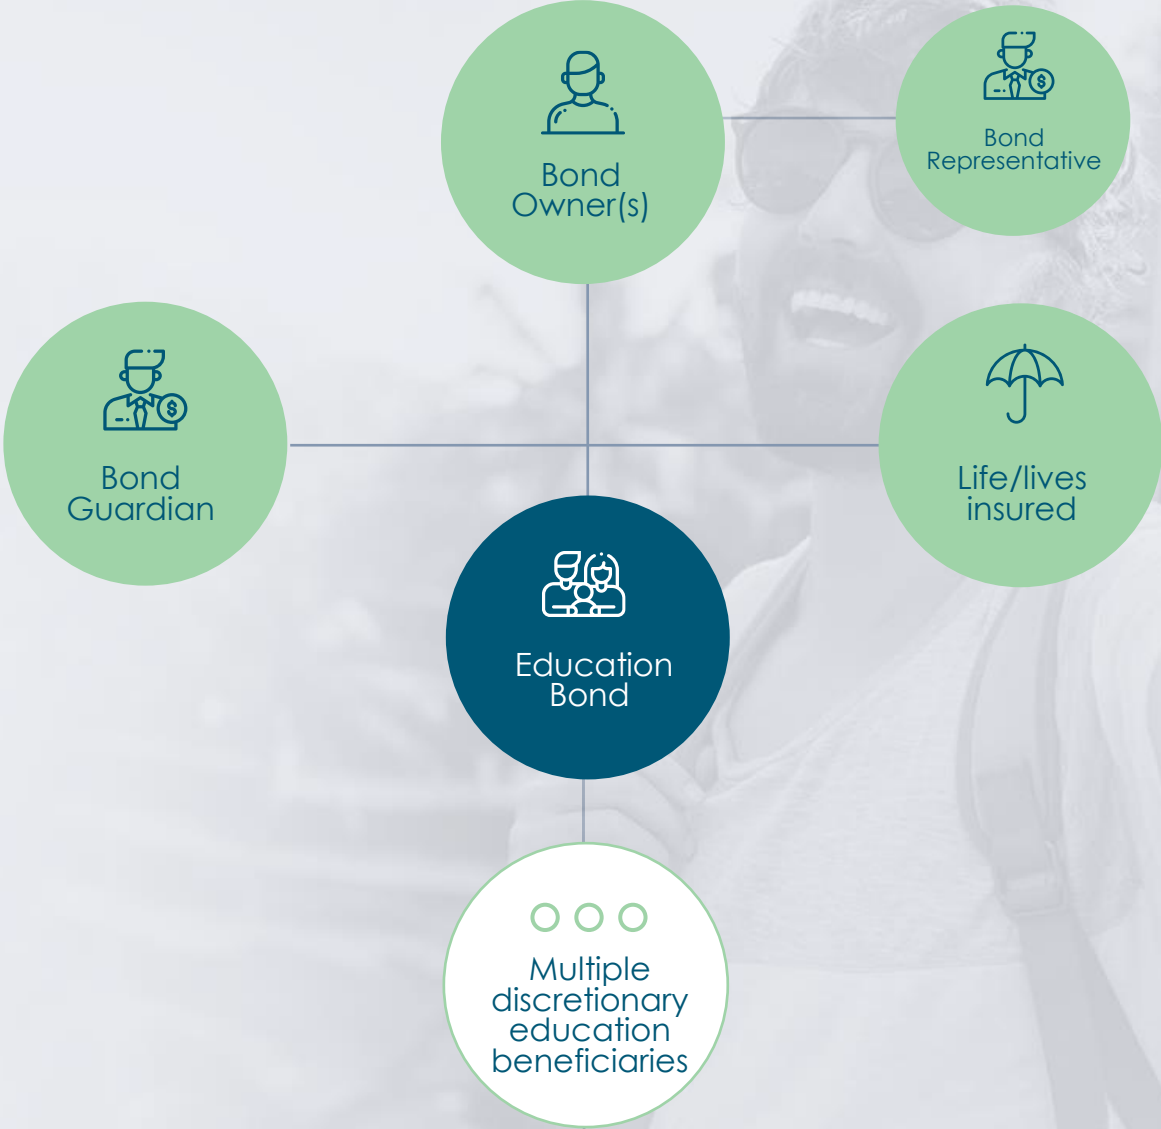 Bond
Owner(s)
Bond
Representative
Bond
Guardian
Life/lives
insured
Education
Bond
Multiple
discretionary
education
beneficiaries